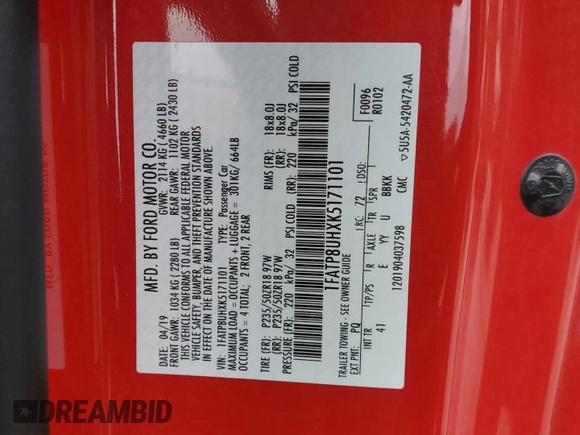 MFD. BY FORD MOTOR CO.
DATE: 04/19 GVWR: 2114 KG ( 4660 LB)
FRONT GAWR: 1034 KG ( 2280 LB) REAR GAWR: 1102 KG ( 2430 LB)
THIS VEHICLE CONFORMS TO ALL APPLICABLE FEDERAL MOTOR
VEHICLE SAFETY, BUMPER, AND THEFT PREVENTION STANDARDS
IN EFFECT ON THE DATE OF MANUFACTURE SHOWN ABOVE.
VIN: 1FATP8UHXK5171101 TYPE: Passenger Car
MAXIMUM LOAD = OCCUPANTS + LUGGAGE = 301KG/ 664LB
OCCUPANTS = 4 TOTAL; 2 FRONT, 2 REAR
TIRE (FR): P235/50ZR18 97W RIMS (FR): 18x8.0J
(RR): P235/50ZR18 97W (RR): 18x8.0J
PRESSURE (FR): 220 kPa/ 32 PSI COLD (RR): 220 kPa/ 32 PSI COLD
1FATP8UHXK5171101
TRAILER TOWING - SEE OWNER GUIDE
F0096
R0102
EXT PNT: PQ RC: 72 DSO:
INT TR TP/PS R AXLE TR SPR
41 E YY U BBKK
1201904037598 CMC ▽5U5A-5420472-AA
DREAMBID